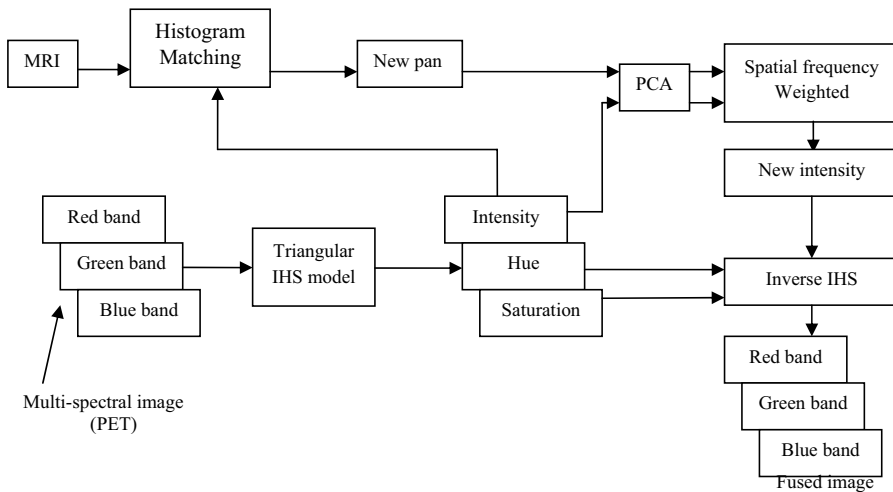 MRI
Histogram
Matching
New pan
PCA
Spatial frequency
Weighted
New intensity
Red band
Green band
Blue band
Triangular
IHS model
Intensity
Hue
Saturation
Inverse IHS
Multi-spectral image
(PET)
Red band
Green band
Blue band
Fused image